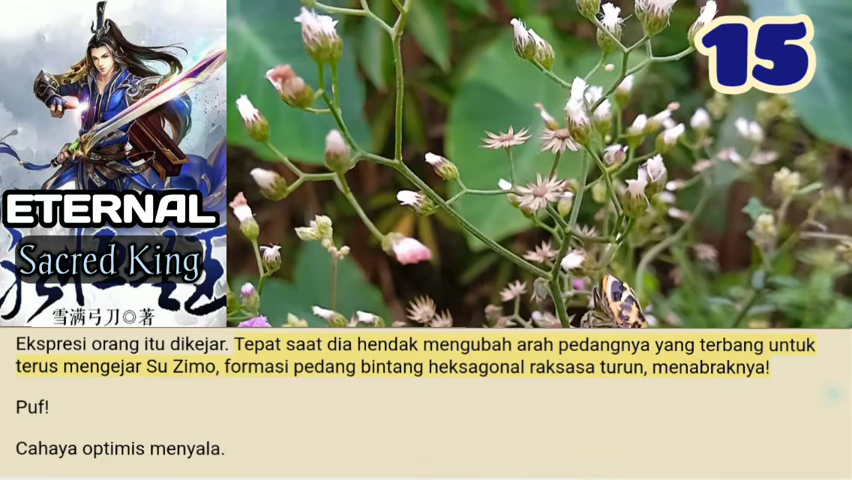 15
ETERNAL
Sacred King
雪满弓刀◎著
Ekspresi orang itu dikejar. Tepat saat dia hendak mengubah arah pedangnya yang terbang untuk
terus mengejar Su Zimo, formasi pedang bintang heksagonal raksasa turun, menabraknya!
Puf!
Cahaya optimis menyala.